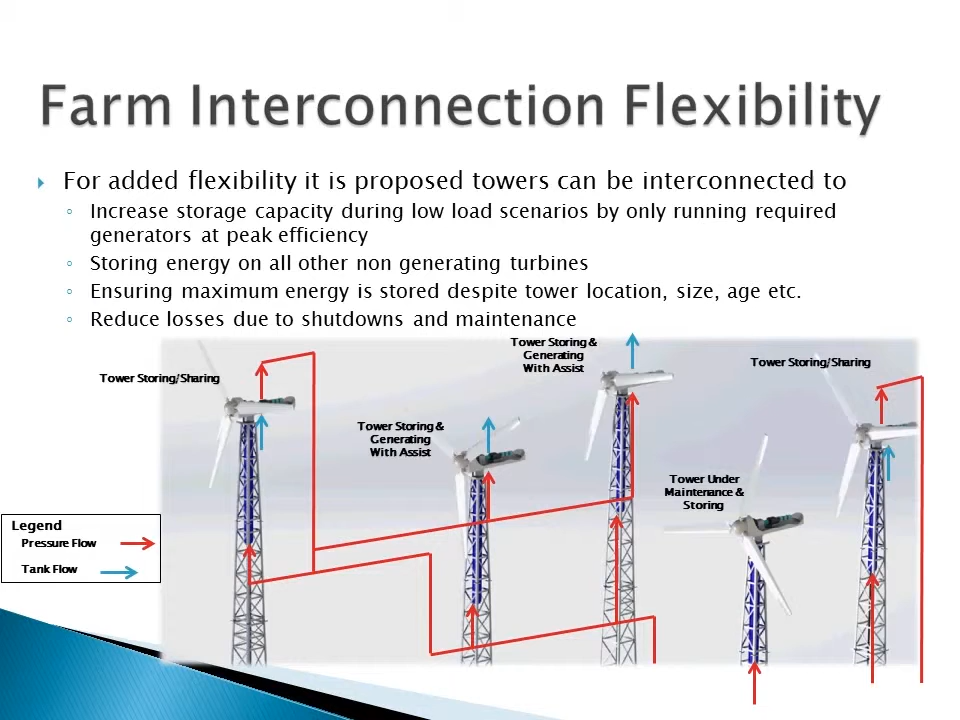 Farm Interconnection Flexibility
For added flexibility it is proposed towers can be interconnected to
Increase storage capacity during low load scenarios by only running required
generators at peak efficiency
Storing energy on all other non generating turbines
Ensuring maximum energy is stored despite tower location, size, age etc.
Reduce losses due to shutdowns and maintenance
Tower Storing/Sharing
Tower Storing &
Generating
With Assist
Tower Storing &
Generating
With Assist
Tower Storing/Sharing
Tower Under
Maintenance &
Storing
Legend
Pressure Flow
Tank Flow